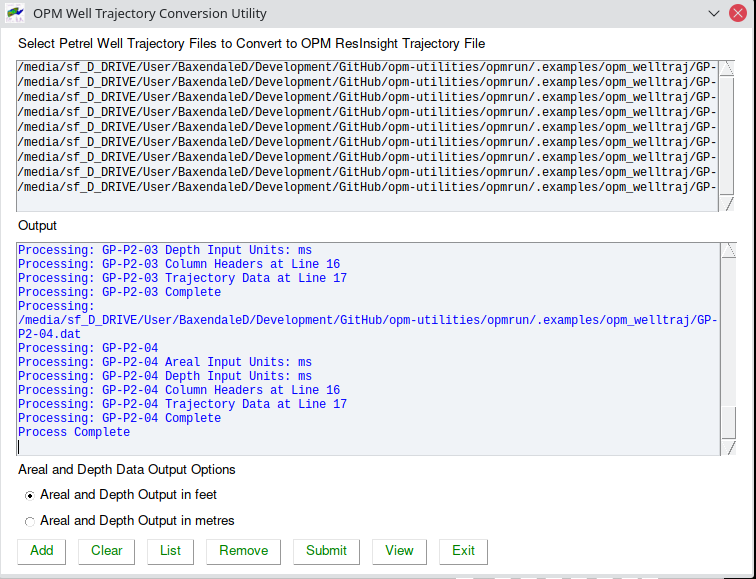 OPM Well Trajectory Conversion Utility
Select Petrel Well Trajectory Files to Convert to OPM ResInsight Trajectory File
/media/sf_D_DRIVE/User/BaxendaleD/Development/GitHub/opm-utilities/opmrun/.examples/opm_welltraj/GP-
/media/sf_D_DRIVE/User/BaxendaleD/Development/GitHub/opm-utilities/opmrun/.examples/opm_welltraj/GP-
/media/sf_D_DRIVE/User/BaxendaleD/Development/GitHub/opm-utilities/opmrun/.examples/opm_welltraj/GP-
/media/sf_D_DRIVE/User/BaxendaleD/Development/GitHub/opm-utilities/opmrun/.examples/opm_welltraj/GP-
/media/sf_D_DRIVE/User/BaxendaleD/Development/GitHub/opm-utilities/opmrun/.examples/opm_welltraj/GP-
/media/sf_D_DRIVE/User/BaxendaleD/Development/GitHub/opm-utilities/opmrun/.examples/opm_welltraj/GP-
/media/sf_D_DRIVE/User/BaxendaleD/Development/GitHub/opm-utilities/opmrun/.examples/opm_welltraj/GP-
/media/sf_D_DRIVE/User/BaxendaleD/Development/GitHub/opm-utilities/opmrun/.examples/opm_welltraj/GP-
/media/sf_D_DRIVE/User/BaxendaleD/Development/GitHub/opm-utilities/opmrun/.examples/opm_welltraj/GP-
Output
Processing: GP-P2-03 Depth Input Units: ms
Processing: GP-P2-03 Column Headers at Line 16
Processing: GP-P2-03 Trajectory Data at Line 17
Processing: GP-P2-03 Complete
Processing:
/media/sf_D_DRIVE/User/BaxendaleD/Development/GitHub/opm-utilities/opmrun/.examples/opm_welltraj/GP-
P2-04.dat
Processing: GP-P2-04
Processing: GP-P2-04 Areal Input Units: ms
Processing: GP-P2-04 Depth Input Units: ms
Processing: GP-P2-04 Column Headers at Line 16
Processing: GP-P2-04 Trajectory Data at Line 17
Processing: GP-P2-04 Complete
Process Complete
Areal and Depth Data Output Options
Areal and Depth Output in feet
Areal and Depth Output in metres
Add Clear List Remove Submit View Exit